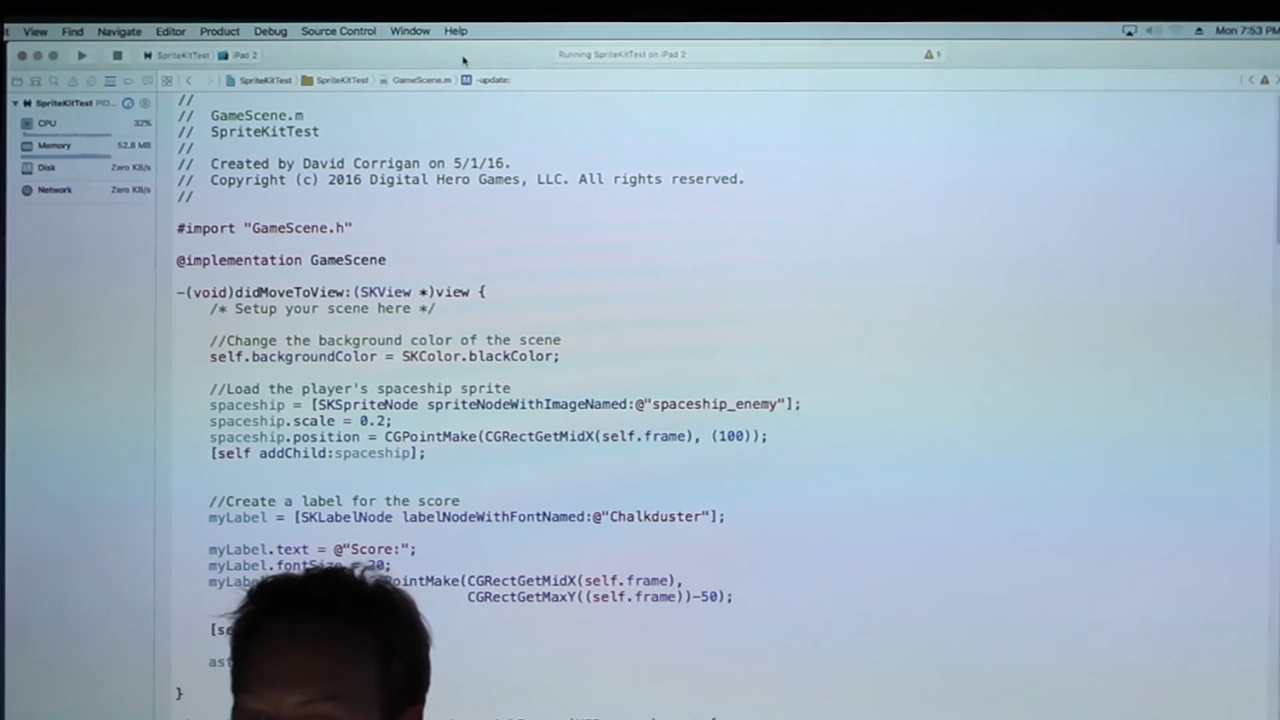 View Find Navigate Editor Product Debug Source Control Window Help Mon 7:53 PM
SpriteKitTest iPad 2 Running SpriteKitTest on iPad 2
SpriteKitTest SpriteKitTest GameScene.m M -update:
SpriteKitTest PID...
CPU 32%
Memory 52.8 MB
Disk Zero KB/s
Network Zero KB/s
//
// GameScene.m
// SpriteKitTest
//
// Created by David Corrigan on 5/1/16.
// Copyright (c) 2016 Digital Hero Games, LLC. All rights reserved.
//
#import "GameScene.h"
@implementation GameScene
-(void)didMoveToView:(SKView *)view {
/* Setup your scene here */
//Change the background color of the scene
self.backgroundColor = SKColor.blackColor;
//Load the player's spaceship sprite
spaceship = [SKSpriteNode spriteNodeWithImageNamed:@"spaceship_enemy"];
spaceship.scale = 0.2;
spaceship.position = CGPointMake(CGRectGetMidX(self.frame), (100));
[self addChild:spaceship];
//Create a label for the score
myLabel = [SKLabelNode labelNodeWithFontNamed:@"Chalkduster"];
myLabel.text = @"Score:";
myLabel.fontSize = 20;
CGRectGetMidX(self.frame),
CGRectGetMaxY((self.frame))-50);
}